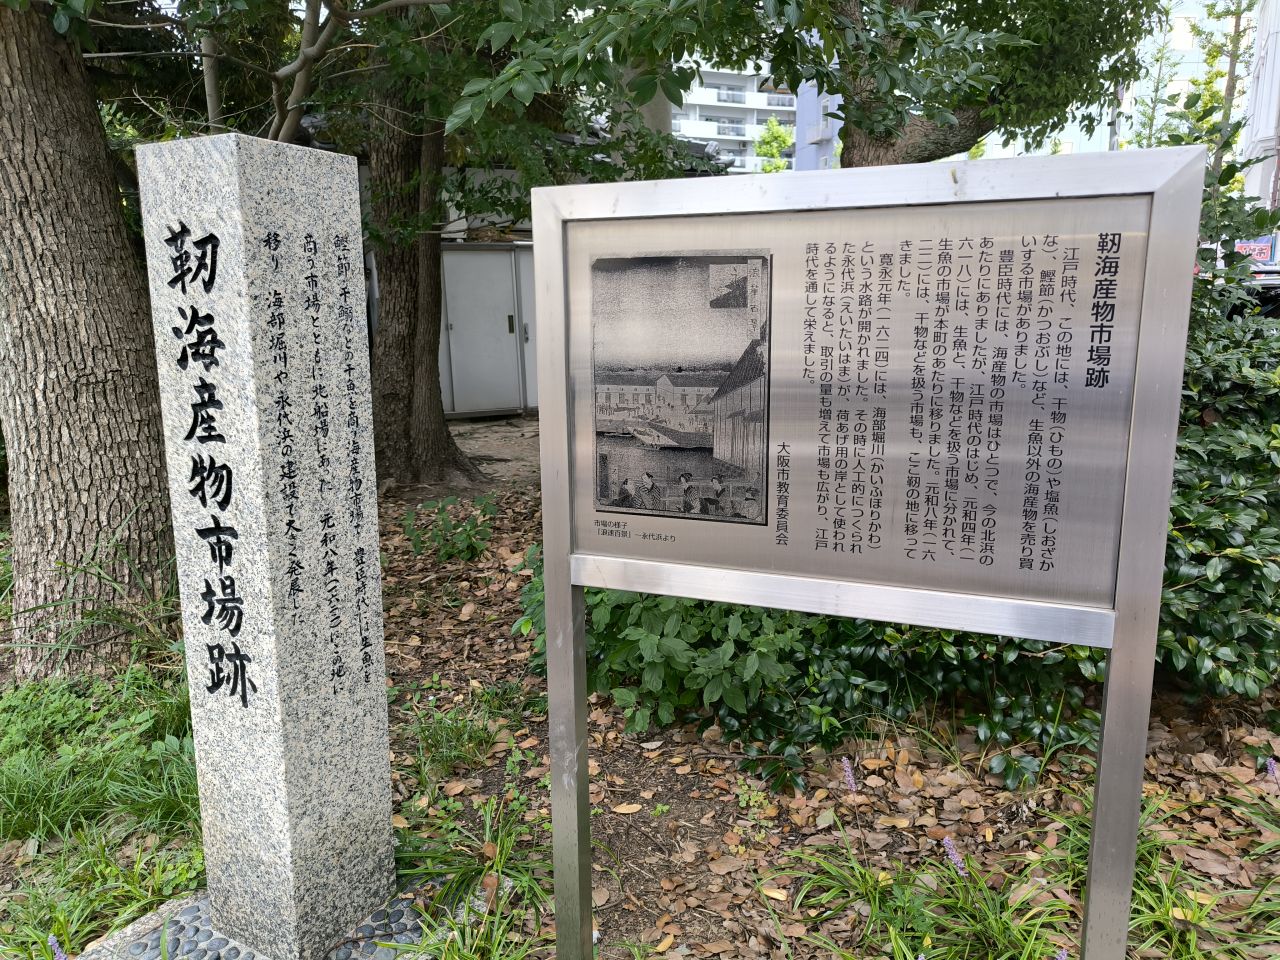 靭海産物市場跡
鰹節、干鰯などの干魚を商う海産物市場は、豊臣時代には生魚を
商う市場とともに北船場にあった 元和八年(一六二二)この地に
移り 海部堀川や永代浜の建設で大きく発展した
靭海産物市場跡
江戸時代、この地には、干物(ひもの)や塩魚(しおざか
な)、鰹節(かつおぶし)など、生魚以外の海産物を売り買
いする市場がありました。
豊臣時代には、海産物の市場はひとつで、今の北浜の
あたりにありましたが、江戸時代のはじめ、元和四年(一
六一八)には、生魚と、干物などを扱う市場に分かれて、
生魚の市場が本町のあたりに移りました。元和八年(一六
二二)には、干物などを扱う市場も、ここ靭の地に移って
きました。
寛永元年(一六二四)には、海部堀川(かいふほりかわ)
という水路が開かれました。その時に人工的につくられ
た永代浜(えいたいはま)が、荷あげ用の岸として使われ
るようになると、取引の量も増えて市場も広がり、江戸
時代を通して栄えました。
大阪市教育委員会
市場の様子
『浪速百景』−永代浜より